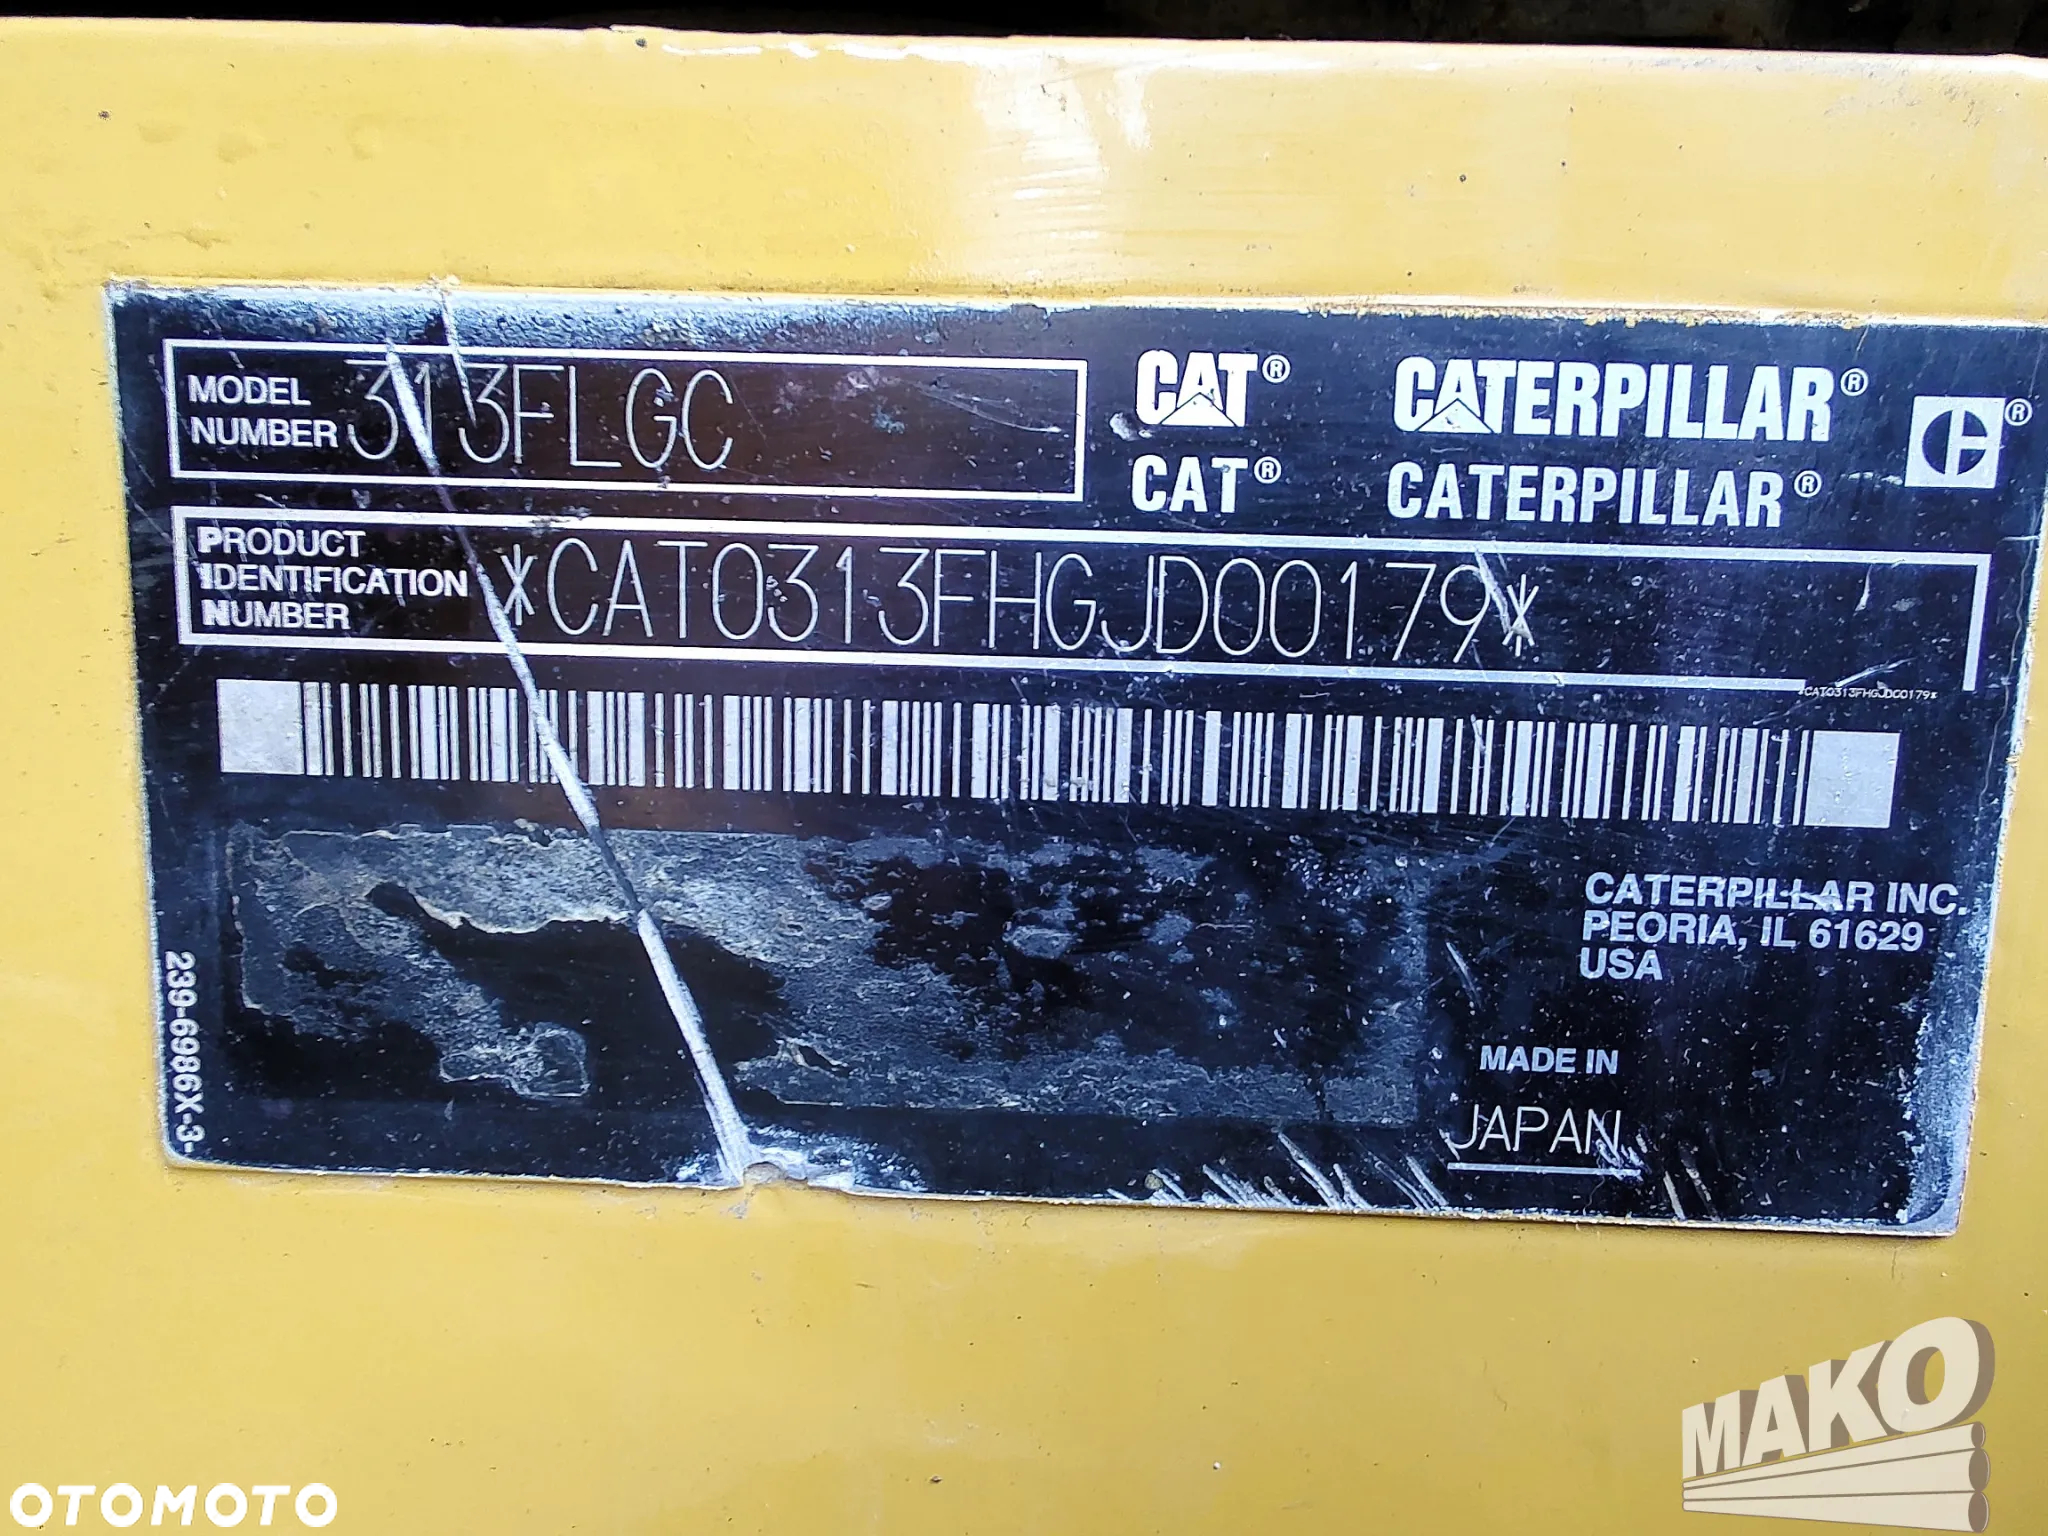 MODEL
NUMBER
313FLGC
CAT® CATERPILLAR® ®
CAT® CATERPILLAR®
PRODUCT
IDENTIFICATION
NUMBER
*CAT0313FHGJD00179*
*CAT0313FHGJD00179*
CATERPILLAR INC.
PEORIA, IL 61629
USA
MADE IN
JAPAN
239-6986X-3-
MAKO
OTOMOTO